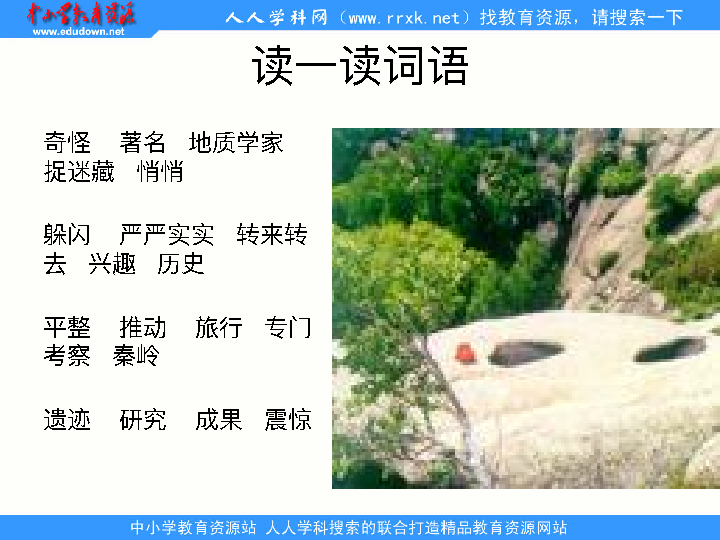 中小学教育资源
www.edudown.net
人人学科网（www.rrxk.net）找教育资源，请搜索一下
读一读词语
奇怪 著名 地质学家
捉迷藏 悄悄
躲闪 严严实实 转来转
去 兴趣 历史
平整 推动 旅行 专门
考察 秦岭
遗迹 研究 成果 震惊
中小学教育资源站 人人学科搜索的联合打造精品教育资源网站